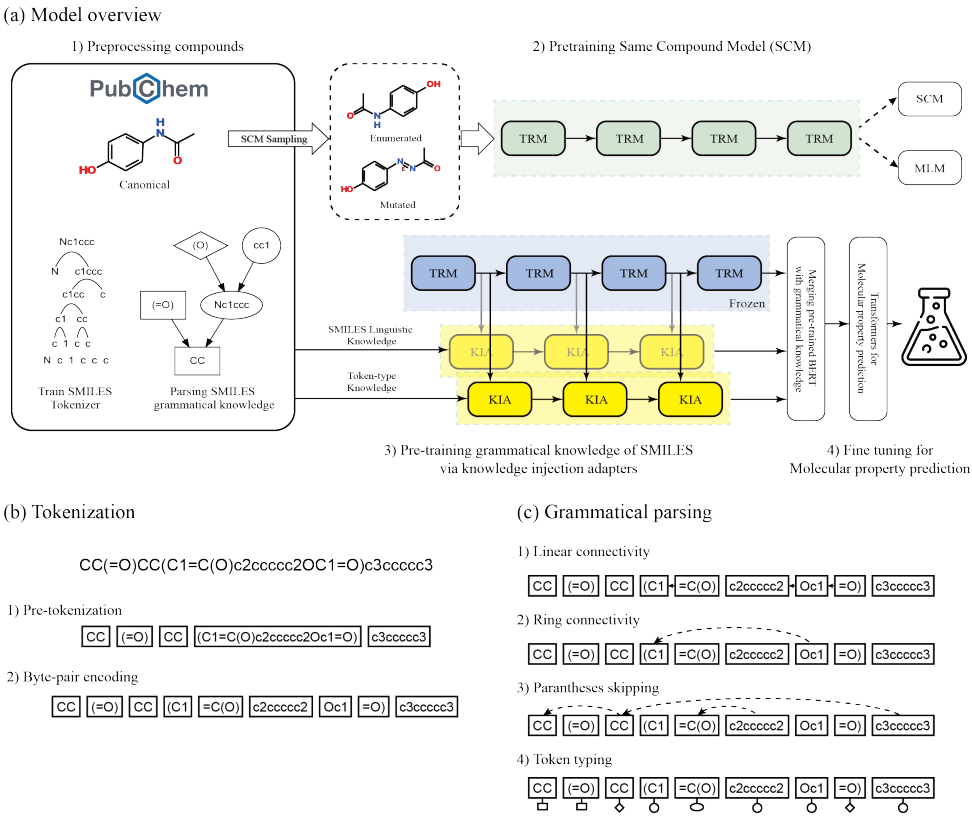 (a) Model overview
1) Preprocessing compounds
2) Pretraining Same Compound Model (SCM)
PubChem
H
N
O
HO
Canonical
SCM Sampling
OH
O
N
H
Enumerated
N
N
O
HO
Mutated
TRM
TRM
TRM
TRM
SCM
MLM
Nc1ccc
N
c1ccc
c1cc
c
c1
cc
c
1
c
c
N c 1 c c c
Train SMILES
Tokenizer
(O)
cc1
(=O)
Nc1ccc
CC
Parsing SMILES
grammatical knowledge
TRM
TRM
TRM
TRM
Frozen
SMILES Lingustic
Knowledge
KIA
KIA
KIA
Token-type
Knowledge
KIA
KIA
KIA
Merging pre-trained BERT
with grammatical knowledge
Transformers for
Molecular property prediction
3) Pre-training grammatical knowledge of SMILES
via knowledge injection adapters
4) Fine tuning for
Molecular property prediction
(b) Tokenization
CC(=O)CC(C1=C(O)c2ccccc2OC1=O)c3ccccc3
1) Pre-tokenization
CC (=O) CC (C1=C(O)c2ccccc2Oc1=O) c3ccccc3
2) Byte-pair encoding
CC (=O) CC (C1 =C(O) c2ccccc2 Oc1 =O) c3ccccc3
(c) Grammatical parsing
1) Linear connectivity
CC (=O) CC (C1 =C(O) c2ccccc2 Oc1 =O) c3ccccc3
2) Ring connectivity
CC (=O) CC (C1 =C(O) c2ccccc2 Oc1 =O) c3ccccc3
3) Parantheses skipping
CC (=O) CC (C1 =C(O) c2ccccc2 Oc1 =O) c3ccccc3
4) Token typing
CC (=O) CC (C1 =C(O) c2ccccc2 Oc1 =O) c3ccccc3